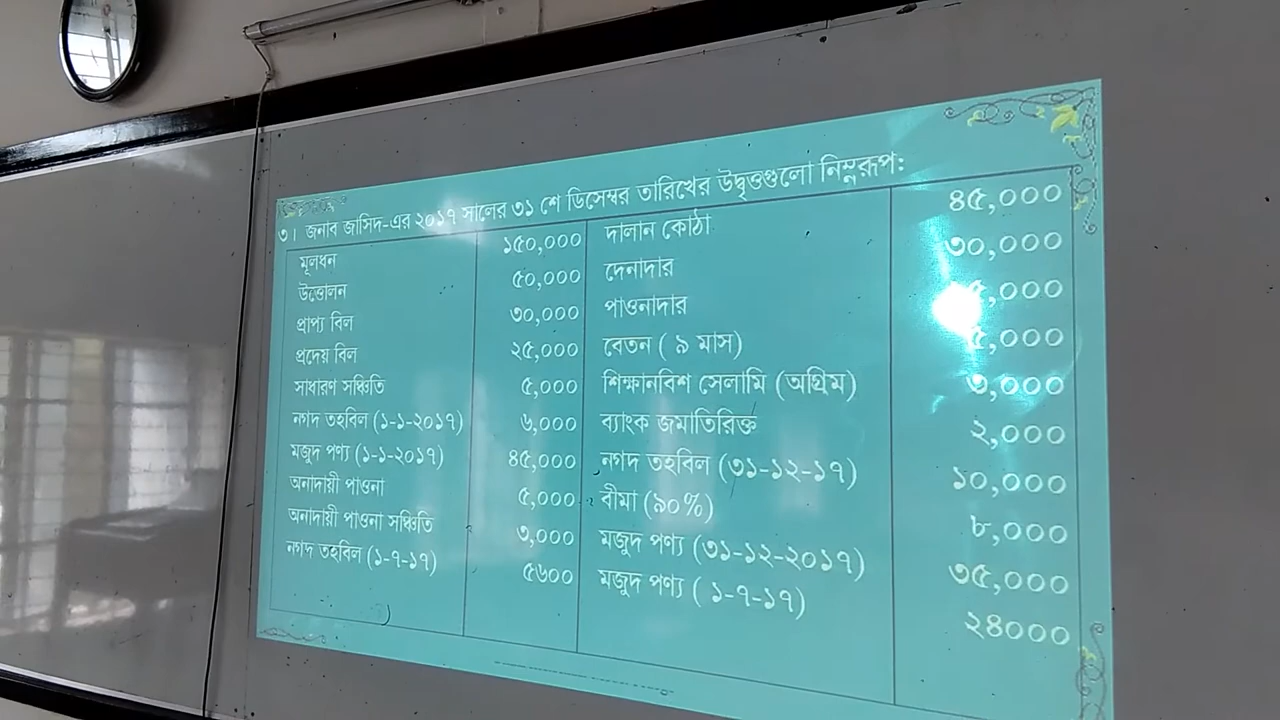 ৩। জনাব জাসিদ-এর ২০১৭ সালের ৩১ শে ডিসেম্বর তারিখের উদ্বৃত্তগুলো নিম্নরূপ:
মূলধন ১৫০,০০০ দালান কোঠা ৪৫,০০০
উত্তোলন ৫০,০০০ দেনাদার ৩০,০০০
প্রাপ্য বিল ৩০,০০০ পাওনাদার
প্রদেয় বিল ২৫,০০০ বেতন ( ৯ মাস) ৫,০০০
সাধারণ সঞ্চিতি ৫,০০০ শিক্ষানবিশ সেলামি (অগ্রিম) ৩,০০০
নগদ তহবিল (১-১-২০১৭) ৬,০০০ ব্যাংক জমাতিরিক্ত ২,০০০
মজুদ পণ্য (১-১-২০১৭) ৪৫,০০০ নগদ তহবিল (৩১-১২-১৭) ১০,০০০
অনাদায়ী পাওনা ৫,০০০ বীমা (৯০%) ৮,০০০
অনাদায়ী পাওনা সঞ্চিতি ৩,০০০ মজুদ পণ্য (৩১-১২-২০১৭) ৩৫,০০০
নগদ তহবিল (১-৭-১৭) ৫৬০০ মজুদ পণ্য ( ১-৭-১৭) ২৪০০০